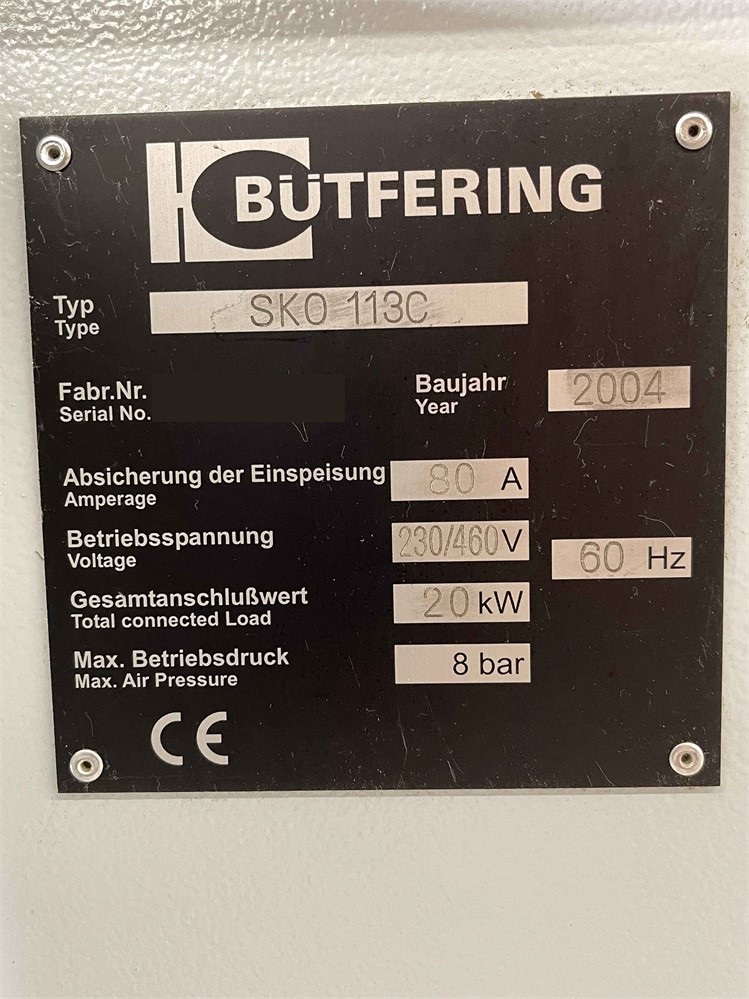 BÜTFERING
Typ SKO 113C
Type
Fabr.Nr. Baujahr 2004
Serial No. Year
Absicherung der Einspeisung 80 A
Amperage
Betriebsspannung 230/460 V 60 Hz
Voltage
Gesamtanschlußwert 20 kW
Total connected Load
Max. Betriebsdruck 8 bar
Max. Air Pressure
CE